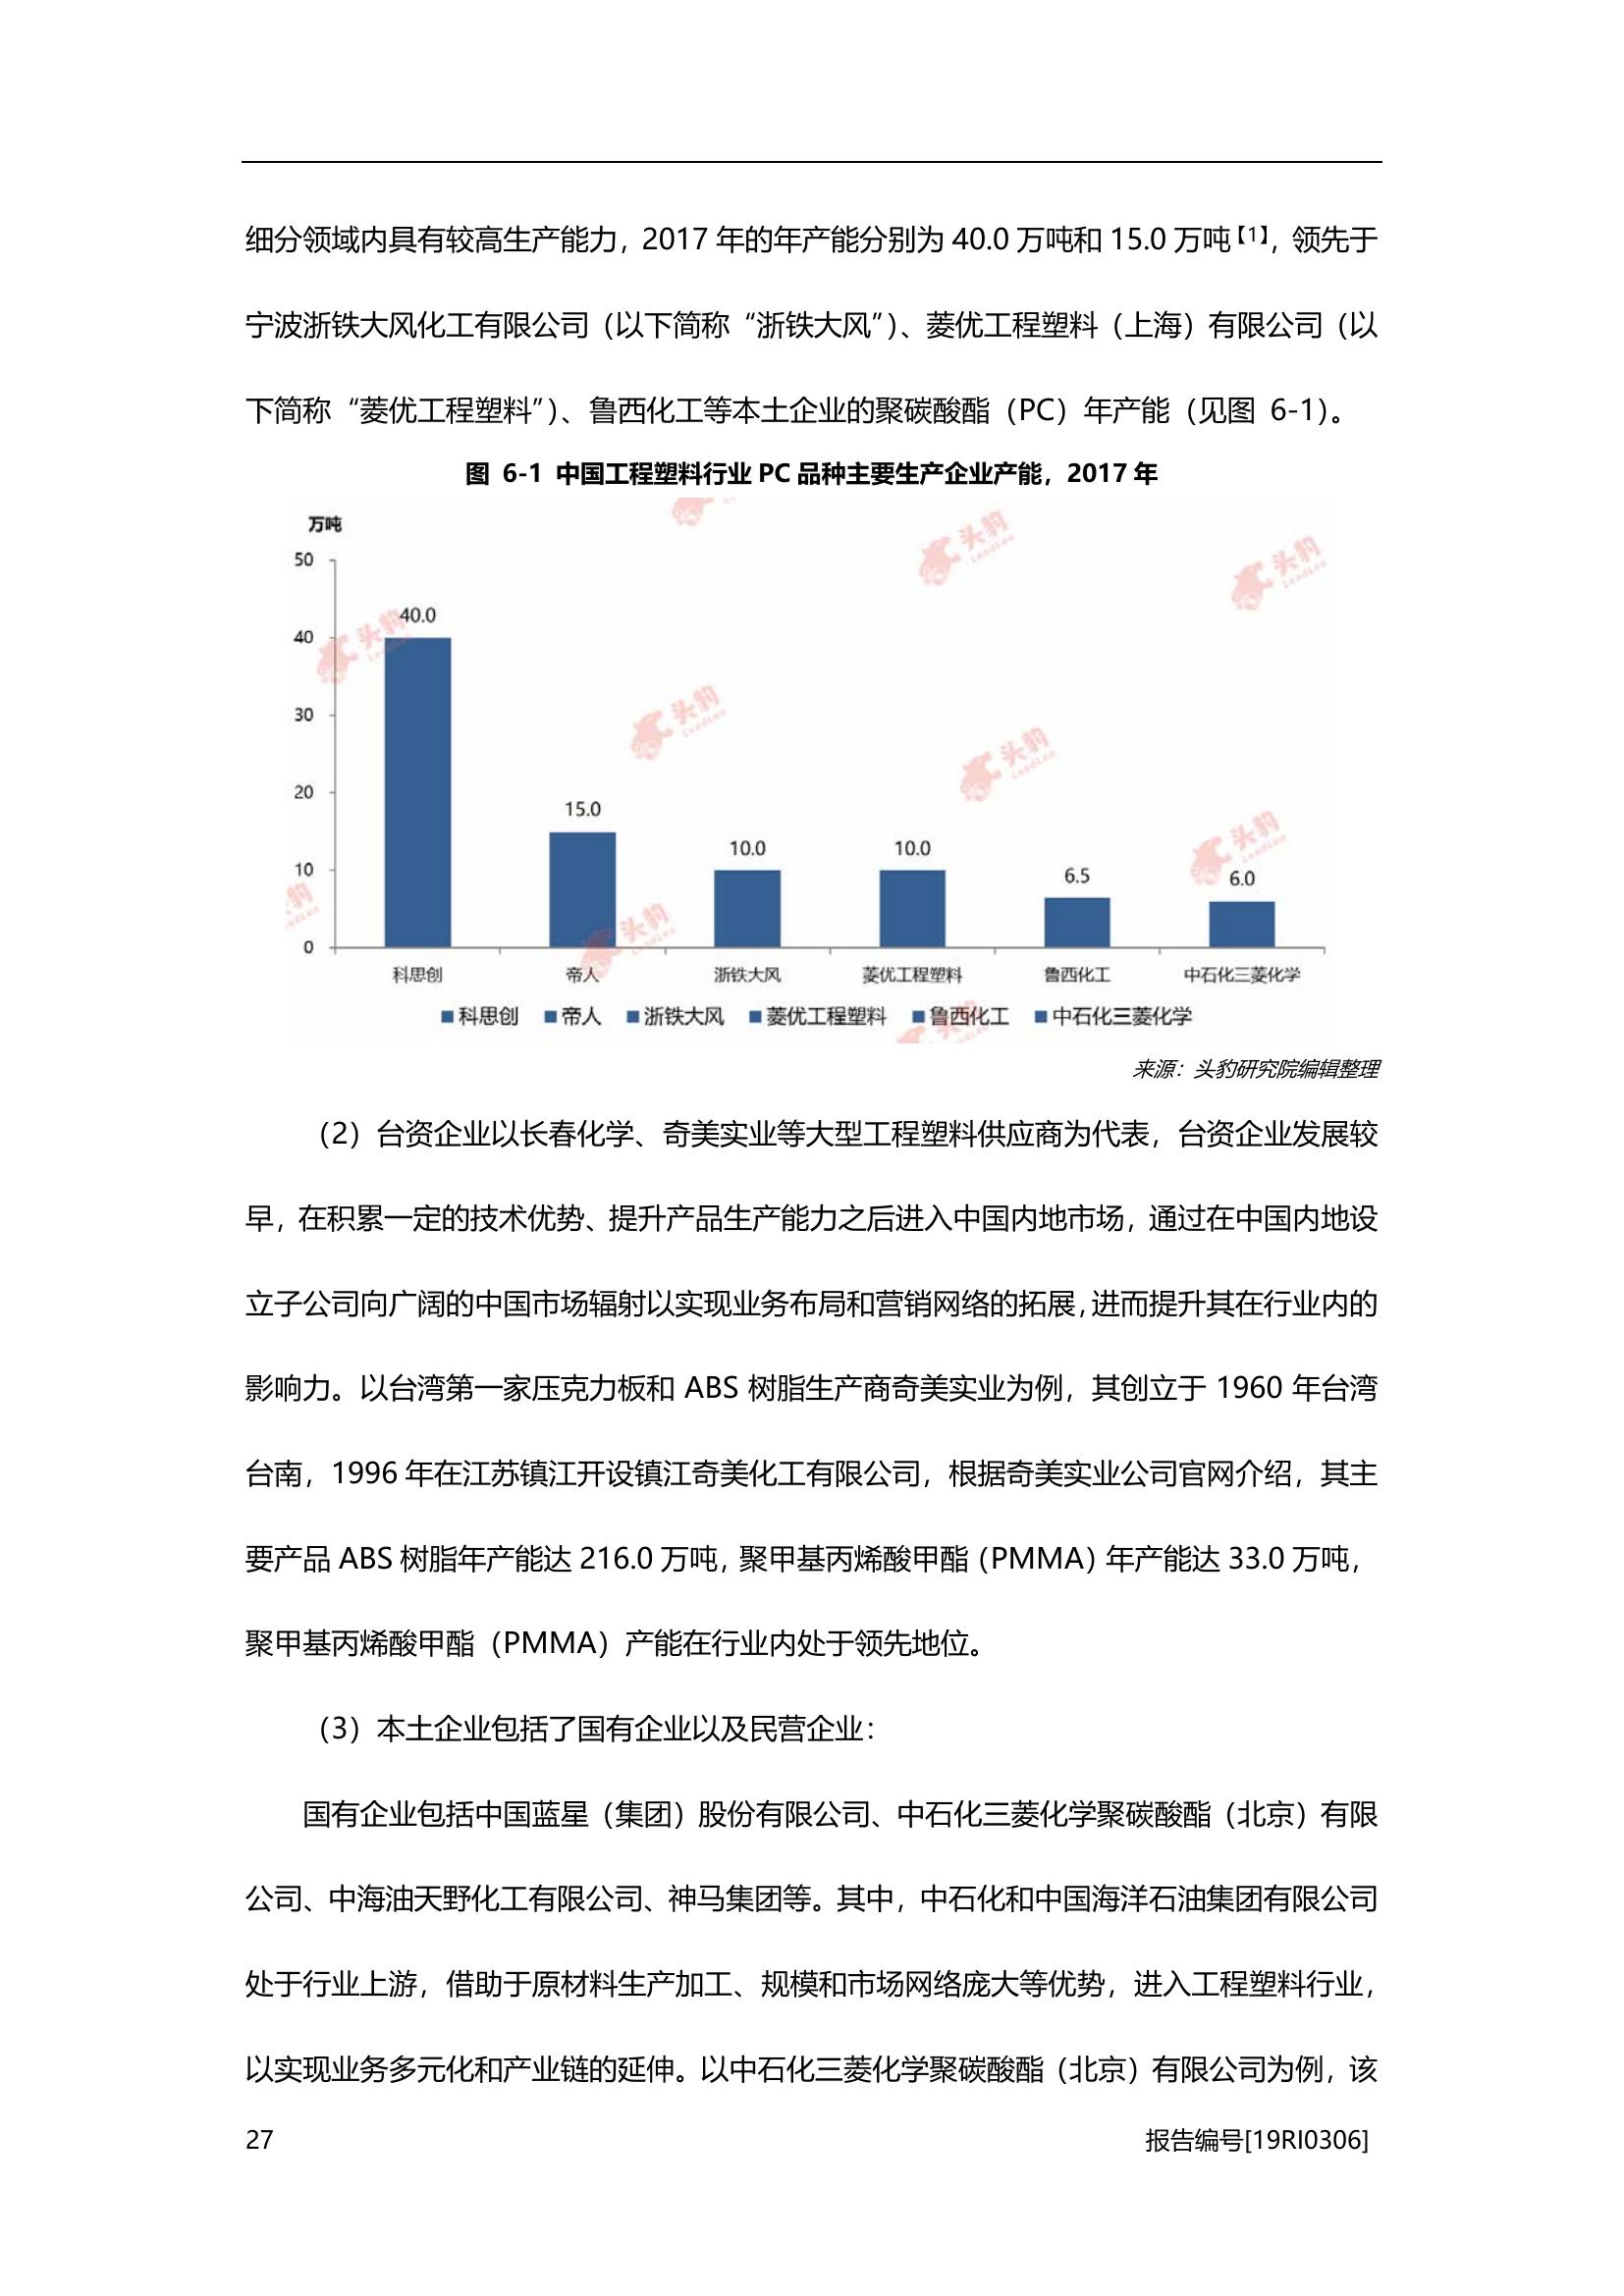 细分领域内具有较高生产能力，2017 年的年产能分别为 40.0 万吨和 15.0 万吨【1】，领先于
宁波浙铁大风化工有限公司（以下简称“浙铁大风”）、菱优工程塑料（上海）有限公司（以
下简称“菱优工程塑料”）、鲁西化工等本土企业的聚碳酸酯（PC）年产能（见图 6-1）。
图 6-1 中国工程塑料行业 PC 品种主要生产企业产能，2017 年
万吨
50
40
30
20
10
0
40.0
15.0
10.0
10.0
6.5
6.0
科思创 帝人 浙铁大风 菱优工程塑料 鲁西化工 中石化三菱化学
■科思创 ■帝人 ■浙铁大风 ■菱优工程塑料 ■鲁西化工 ■中石化三菱化学
头豹
LeadLeo
来源：头豹研究院编辑整理
（2）台资企业以长春化学、奇美实业等大型工程塑料供应商为代表，台资企业发展较
早，在积累一定的技术优势、提升产品生产能力之后进入中国内地市场，通过在中国内地设
立子公司向广阔的中国市场辐射以实现业务布局和营销网络的拓展，进而提升其在行业内的
影响力。以台湾第一家压克力板和 ABS 树脂生产商奇美实业为例，其创立于 1960 年台湾
台南，1996 年在江苏镇江开设镇江奇美化工有限公司，根据奇美实业公司官网介绍，其主
要产品 ABS 树脂年产能达 216.0 万吨，聚甲基丙烯酸甲酯（PMMA）年产能达 33.0 万吨，
聚甲基丙烯酸甲酯（PMMA）产能在行业内处于领先地位。
（3）本土企业包括了国有企业以及民营企业：
国有企业包括中国蓝星（集团）股份有限公司、中石化三菱化学聚碳酸酯（北京）有限
公司、中海油天野化工有限公司、神马集团等。其中，中石化和中国海洋石油集团有限公司
处于行业上游，借助于原材料生产加工、规模和市场网络庞大等优势，进入工程塑料行业，
以实现业务多元化和产业链的延伸。以中石化三菱化学聚碳酸酯（北京）有限公司为例，该
27
报告编号[19RI0306]